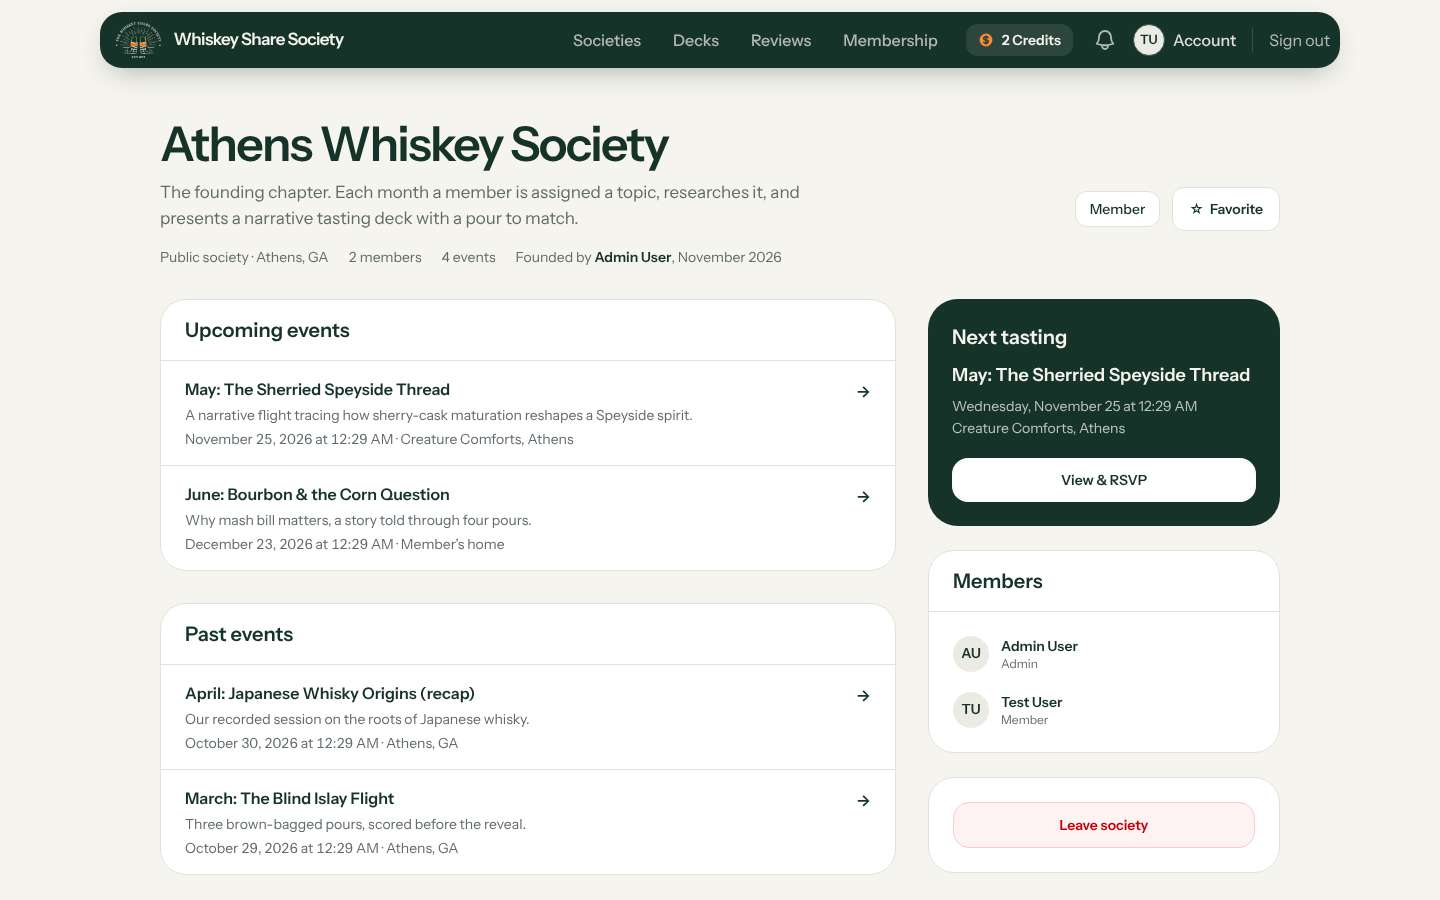 Whiskey Share Society
Societies
Decks
Reviews
Membership
2 Credits
TU
Account
Sign out
Athens Whiskey Society
The founding chapter. Each month a member is assigned a topic, researches it, and
presents a narrative tasting deck with a pour to match.
Member
☆ Favorite
Public society · Athens, GA
2 members
4 events
Founded by Admin User, November 2026
Upcoming events
May: The Sherried Speyside Thread
A narrative flight tracing how sherry-cask maturation reshapes a Speyside spirit.
November 25, 2026 at 12:29 AM · Creature Comforts, Athens
June: Bourbon & the Corn Question
Why mash bill matters, a story told through four pours.
December 23, 2026 at 12:29 AM · Member's home
Past events
April: Japanese Whisky Origins (recap)
Our recorded session on the roots of Japanese whisky.
October 30, 2026 at 12:29 AM · Athens, GA
March: The Blind Islay Flight
Three brown-bagged pours, scored before the reveal.
October 29, 2026 at 12:29 AM · Athens, GA
Next tasting
May: The Sherried Speyside Thread
Wednesday, November 25 at 12:29 AM
Creature Comforts, Athens
View & RSVP
Members
AU
Admin User
Admin
TU
Test User
Member
Leave society